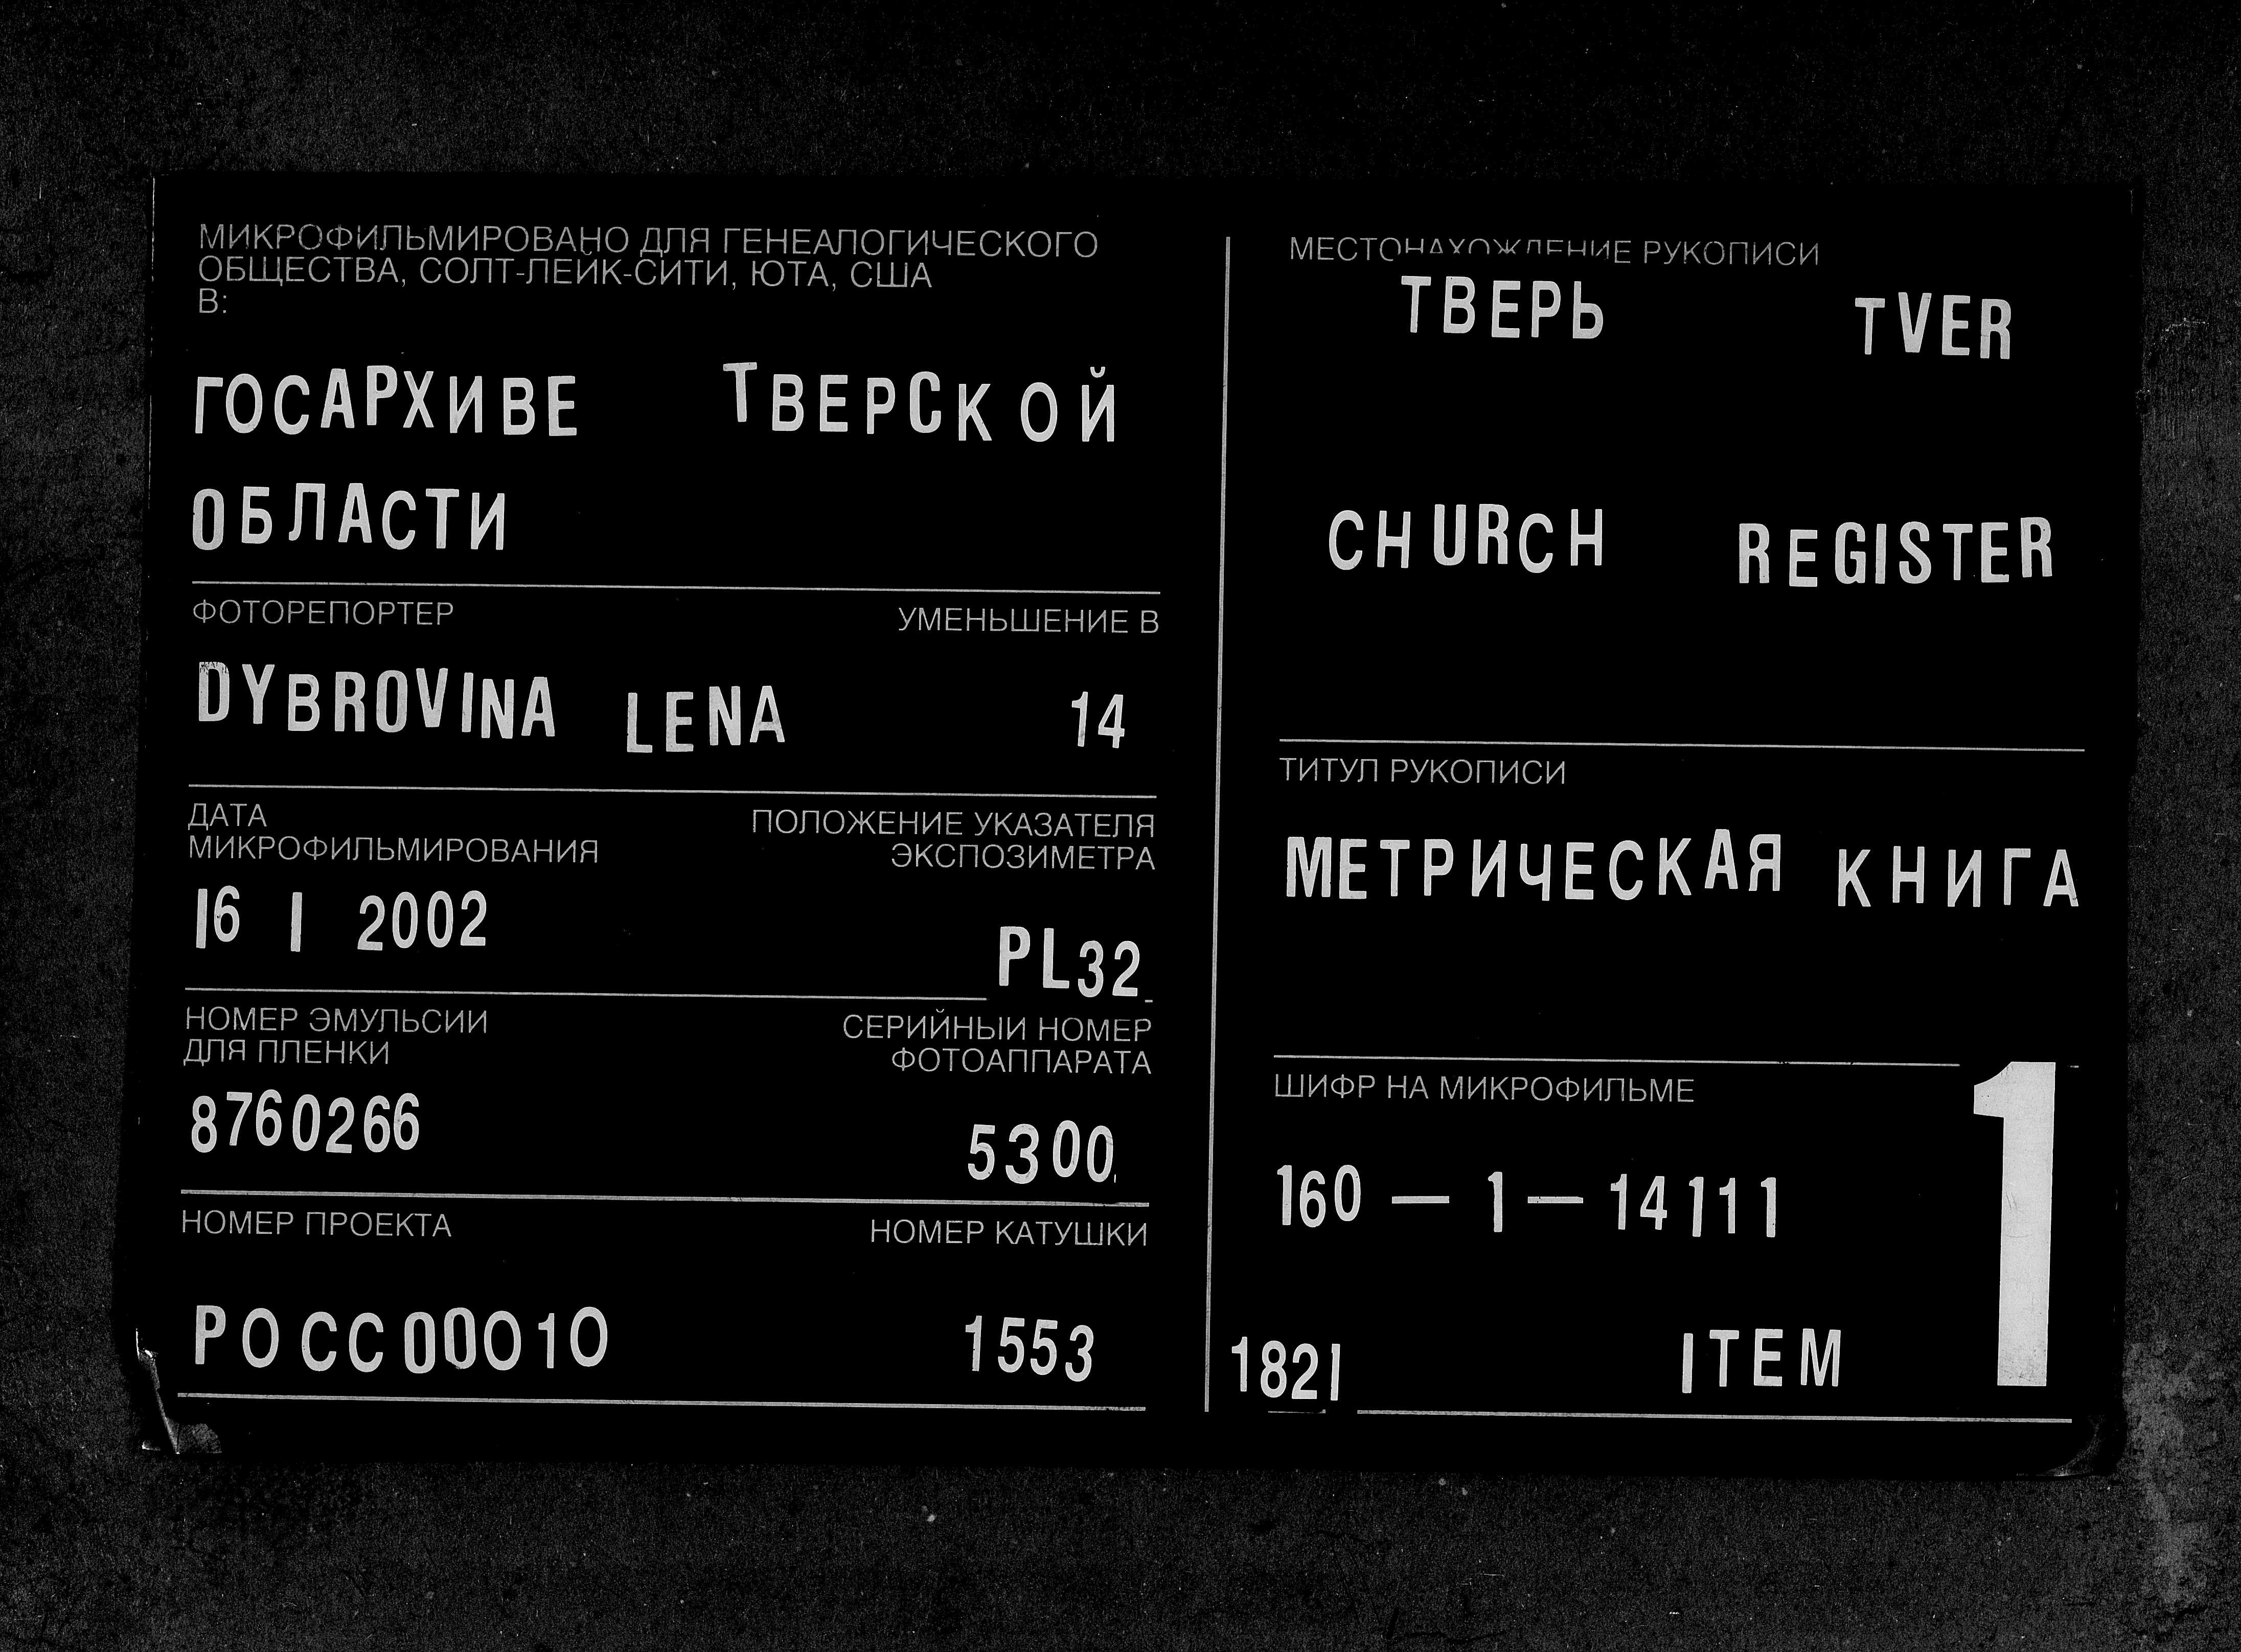 МИКРОФИЛЬМИРОВАНО ДЛЯ ГЕНЕАЛОГИЧЕСКОГО
ОБЩЕСТВА, СОЛТ-ЛЕЙК-СИТИ, ЮТА, США
В:
ГОСАРХИВЕ ТВЕРСКОЙ
ОБЛАСТИ
ФОТОРЕПОРТЕР УМЕНЬШЕНИЕ В
DYBROVINA LENA 14
ДАТА ПОЛОЖЕНИЕ УКАЗАТЕЛЯ
МИКРОФИЛЬМИРОВАНИЯ ЭКСПОЗИМЕТРА
16 I 2002 PL32
НОМЕР ЭМУЛЬСИИ СЕРИЙНЫЙ НОМЕР
ДЛЯ ПЛЕНКИ ФОТОАППАРАТА
8760266 5300
НОМЕР ПРОЕКТА НОМЕР КАТУШКИ
РОСС00010 1553
МЕСТОНАХОЖДЕНИЕ РУКОПИСИ
ТВЕРЬ TVER
CHURCH REGISTER
ТИТУЛ РУКОПИСИ
МЕТРИЧЕСКАЯ КНИГА
ШИФР НА МИКРОФИЛЬМЕ
160 — 1 — 14111
1821 ITEM 1